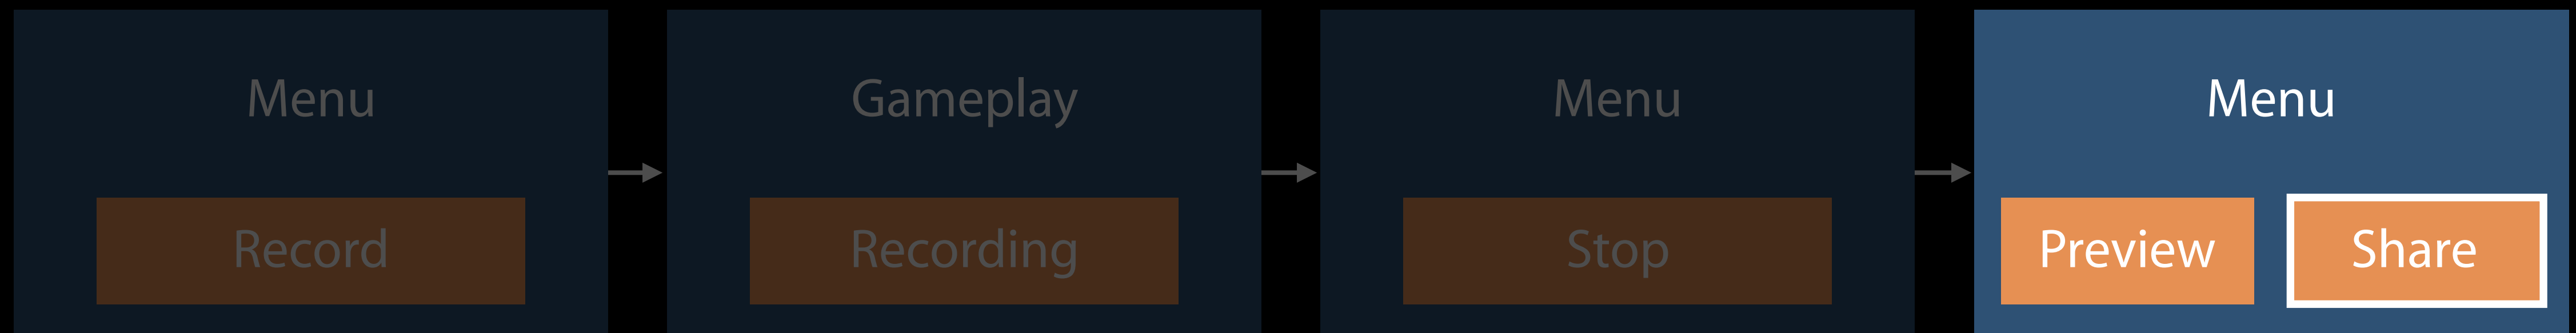 Menu
Record
Gameplay
Recording
Menu
Stop
Menu
Preview
Share